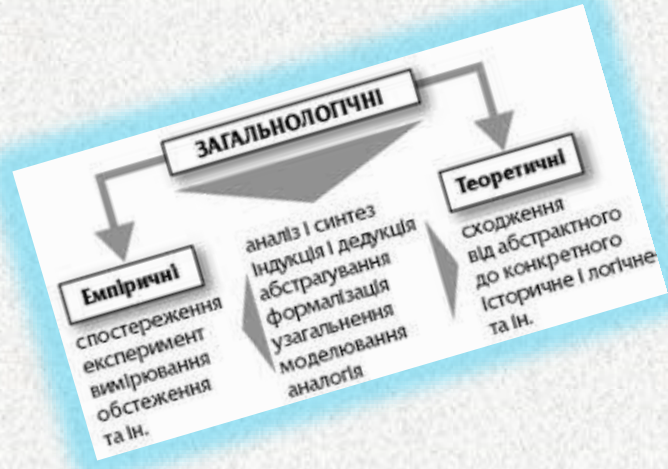 ЗАГАЛЬНОЛОГІЧНІ
Емпіричні
спостереження
експеримент
вимірювання
обстеження
та ін.
аналіз і синтез
індукція і дедукція
абстрагування
формалізація
узагальнення
моделювання
аналогія
Теоретичні
сходження
від абстрактного
до конкретного
історичне і логічне
та ін.